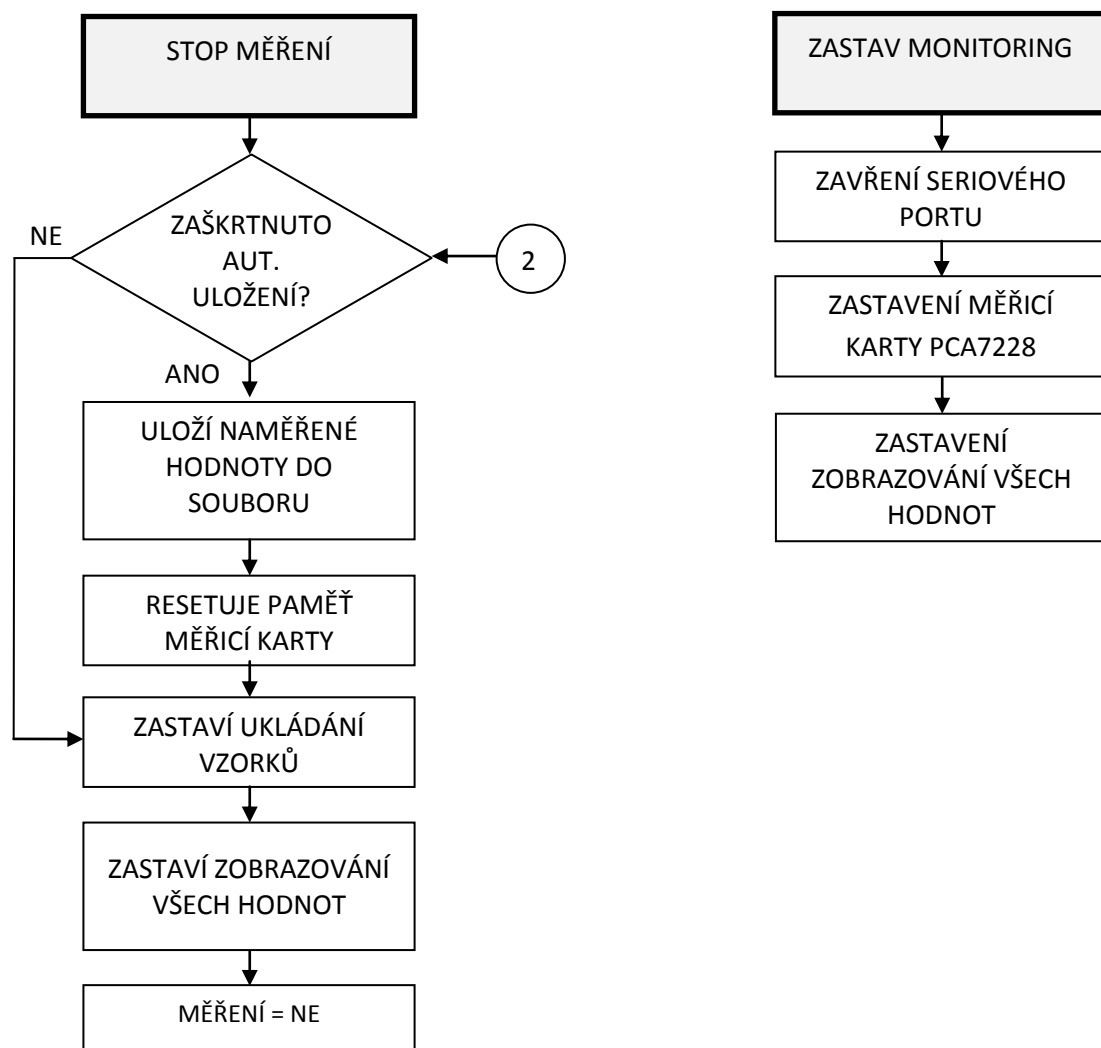 STOP MĚŘENÍ
NE
ZAŠKRTNUTO
AUT.
ULOŽENÍ?
2
ANO
ULOŽÍ NAMĚŘENÉ
HODNOTY DO
SOUBORU
RESETUJE PAMĚŤ
MĚŘICÍ KARTY
ZASTAVÍ UKLÁDÁNÍ
VZORKŮ
ZASTAVÍ ZOBRAZOVÁNÍ
VŠECH HODNOT
MĚŘENÍ = NE
ZASTAV MONITORING
ZAVŘENÍ SERIOVÉHO
PORTU
ZASTAVENÍ MĚŘICÍ
KARTY PCA7228
ZASTAVENÍ
ZOBRAZOVÁNÍ VŠECH
HODNOT